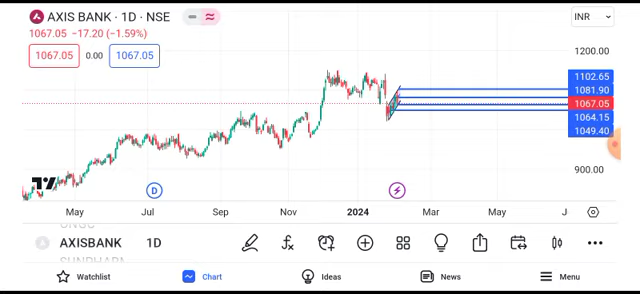 AXIS BANK · 1D · NSE
INR
1067.05 −17.20 (−1.59%)
1067.05 0.00 1067.05
1200.00
1102.65
1081.90
1067.05
1064.15
1049.40
900.00
D
May Jul Sep Nov 2024 Mar May J
AXISBANK 1D
Watchlist Chart Ideas News Menu